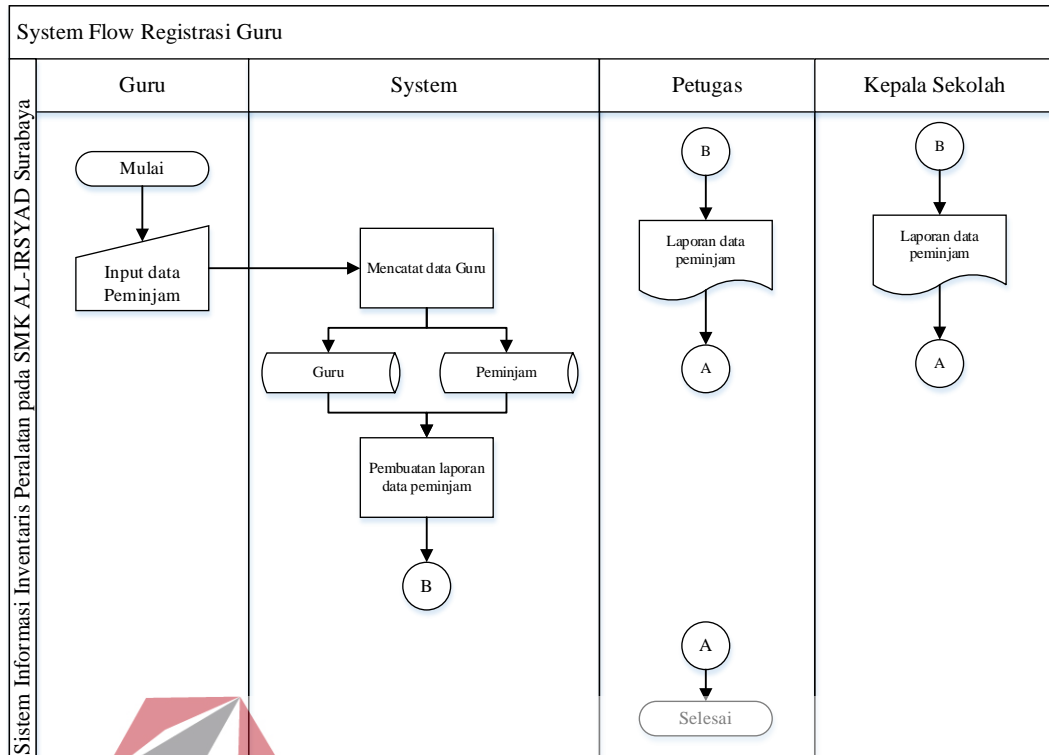 System Flow Registrasi Guru
Sistem Informasi Inventaris Peralatan pada SMK AL-IRSYAD Surabaya
Guru
System
Petugas
Kepala Sekolah
Mulai
Input data
Peminjam
Mencatat data Guru
Guru
Peminjam
Pembuatan laporan
data peminjam
B
B
Laporan data
peminjam
A
A
Selesai
B
Laporan data
peminjam
A